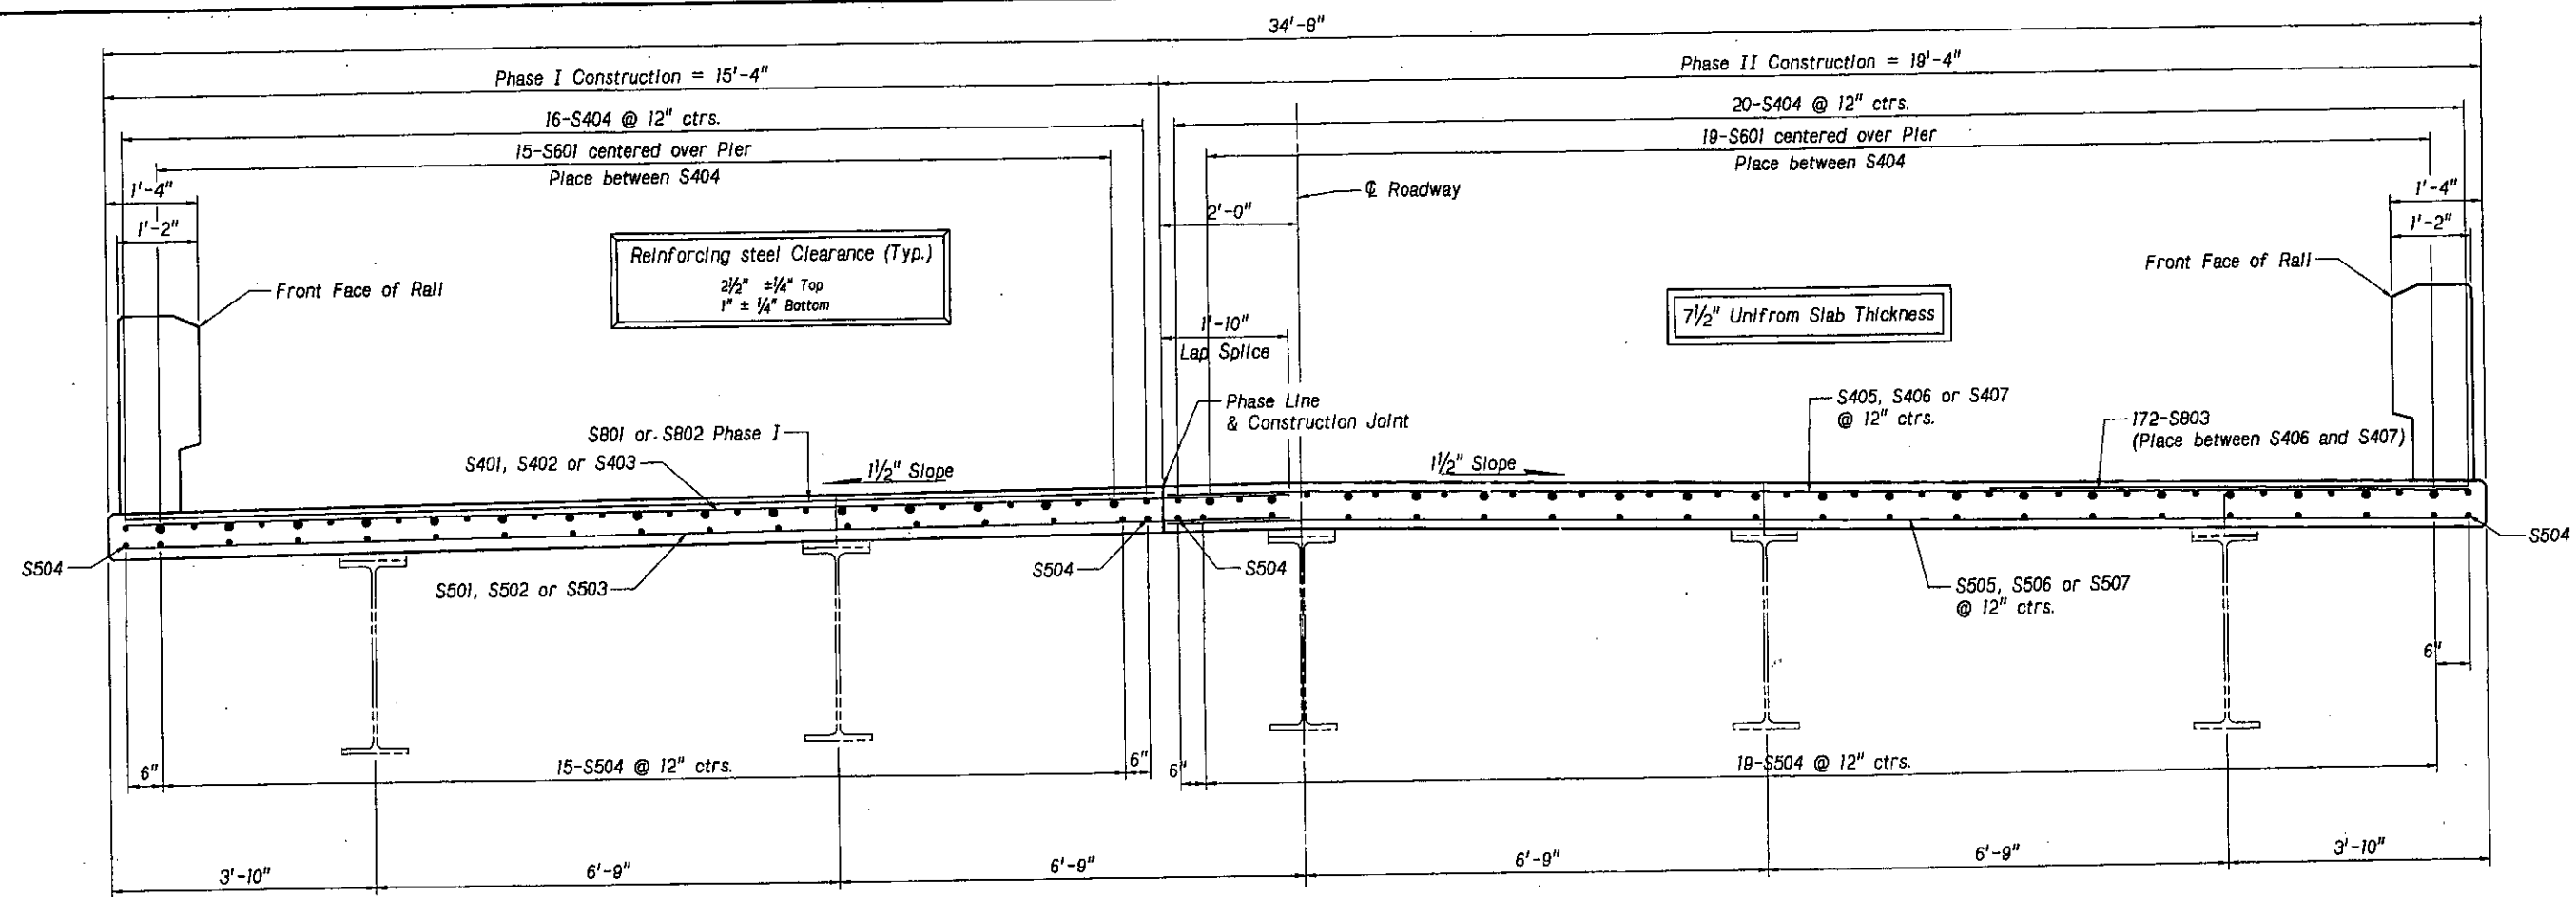 34'-8"
Phase I Construction = 15'-4"
Phase II Construction = 19'-4"
16-S404 @ 12" ctrs.
20-S404 @ 12" ctrs.
15-S601 centered over Pier
Place between S404
19-S601 centered over Pier
Place between S404
1'-4"
1'-2"
℄ Roadway
2'-0"
1'-4"
1'-2"
Reinforcing steel Clearance (Typ.)
2½" ±¼" Top
1" ± ¼" Bottom
Front Face of Rail
Front Face of Rail
7½" Unifrom Slab Thickness
1'-10"
Lap Splice
Phase Line
& Construction Joint
S405, S406 or S407
@ 12" ctrs.
172-S803
(Place between S406 and S407)
S801 or S802 Phase I
S401, S402 or S403
1½" Slope
1½" Slope
S504
S501, S502 or S503
S504
S504
S505, S506 or S507
@ 12" ctrs.
S504
6"
6"
15-S504 @ 12" ctrs.
6"
6"
19-S504 @ 12" ctrs.
3'-10"
6'-9"
6'-9"
6'-9"
6'-9"
3'-10"